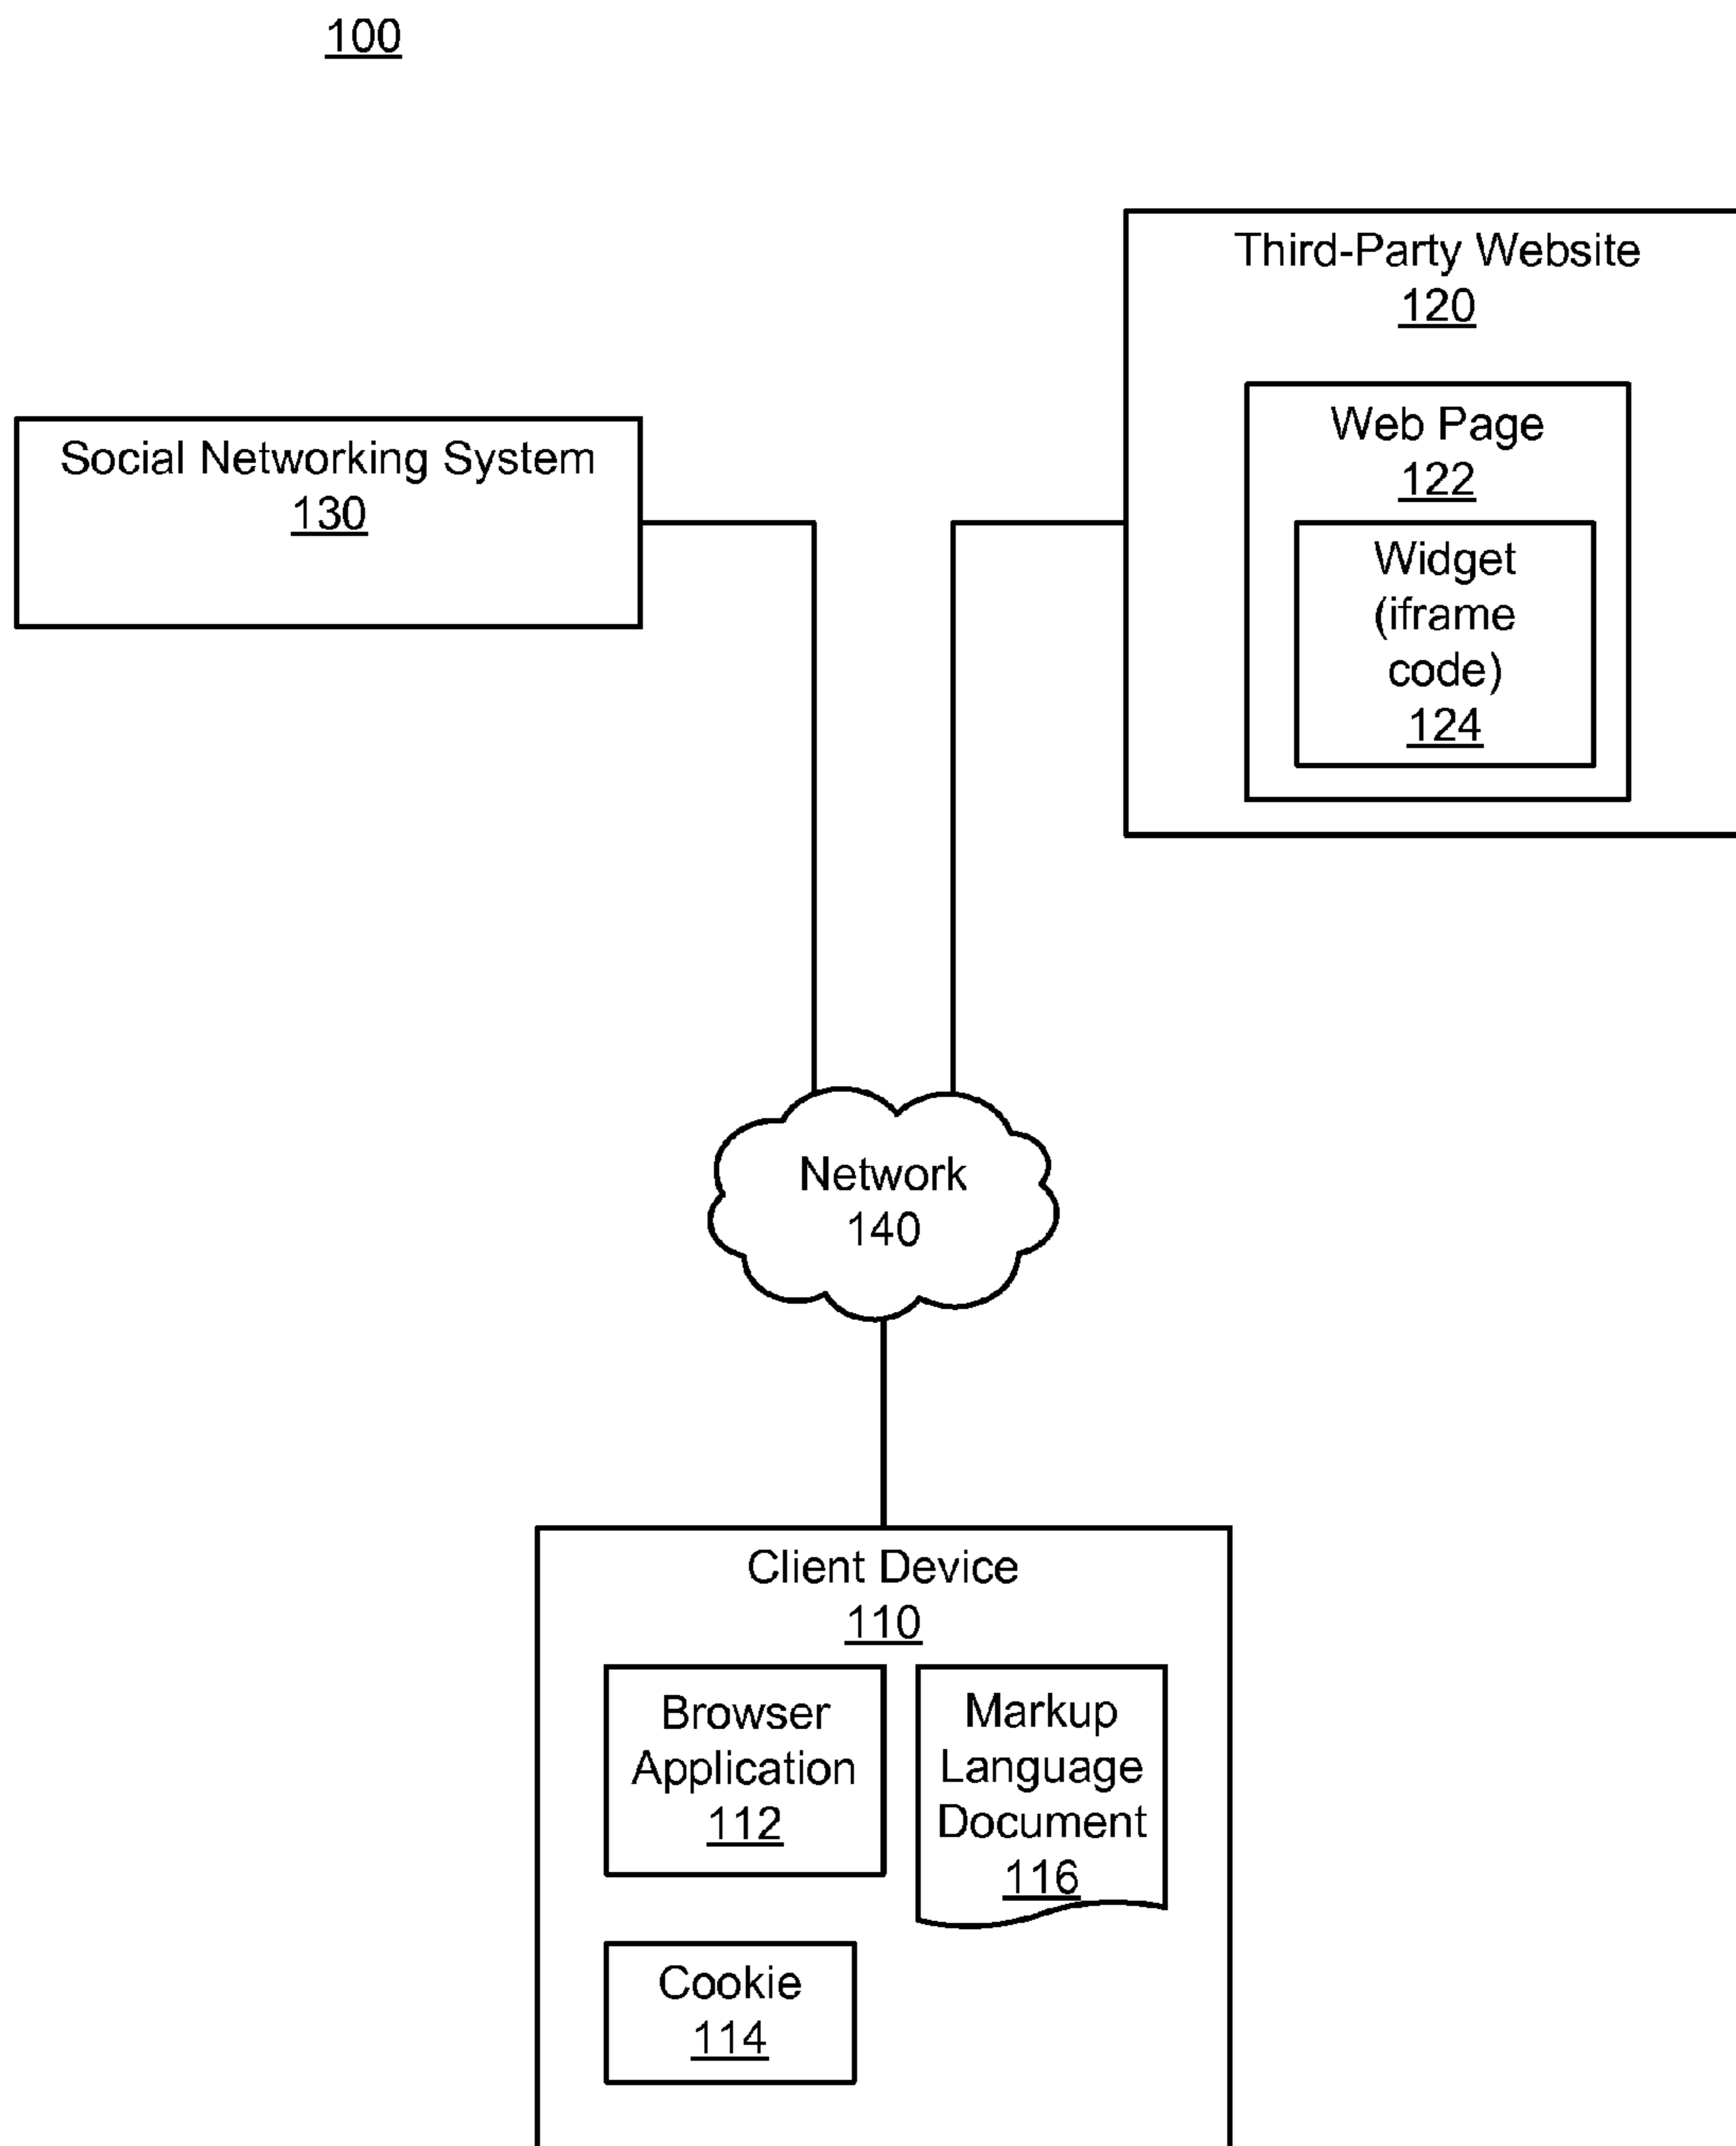 100
Third-Party Website
120
Web Page
122
Widget
(iframe
code)
124
Social Networking System
130
Network
140
Client Device
110
Browser
Application
112
Markup
Language
Document
116
Cookie
114